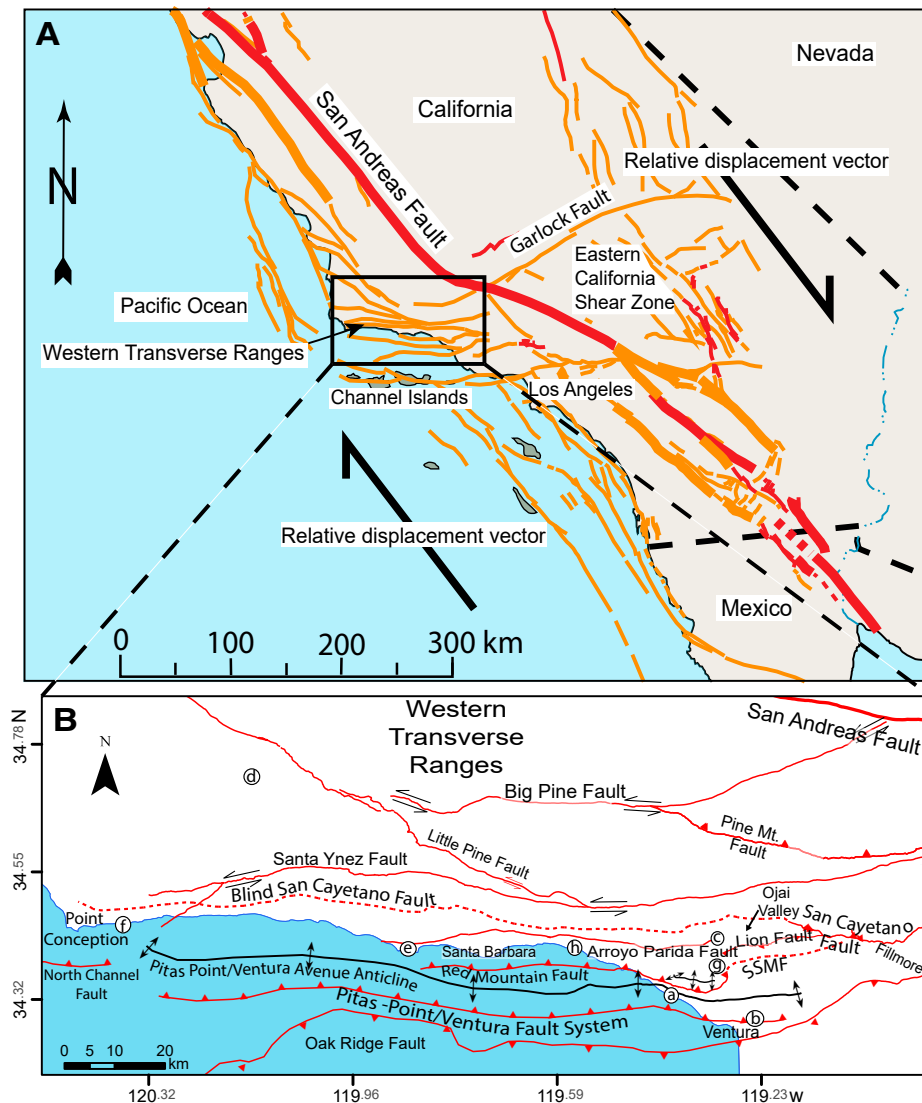 A
Nevada
California
N
San Andreas Fault
Relative displacement vector
Garlock Fault
Eastern
California
Shear Zone
Pacific Ocean
Western Transverse Ranges
Channel Islands
Los Angeles
Relative displacement vector
Mexico
0 100 200 300 km
B
Western
Transverse
Ranges
San Andreas Fault
34.78 N
N
d
Big Pine Fault
Pine Mt.
Fault
Little Pine Fault
Santa Ynez Fault
34.55
Blind San Cayetano Fault
Ojai
Valley
San Cayetano
Fault
Point
Conception
f
e
Santa Barbara
h
Arroyo Parida Fault
c
Lion Fault
Fillmore
North Channel
Fault
Pitas Point/Ventura Avenue Anticline
Red Mountain Fault
g
SSMF
34.32
Pitas -Point/Ventura Fault System
a
b
Ventura
Oak Ridge Fault
0 5 10 20
km
120.32
119.96
119.59
119.23 W